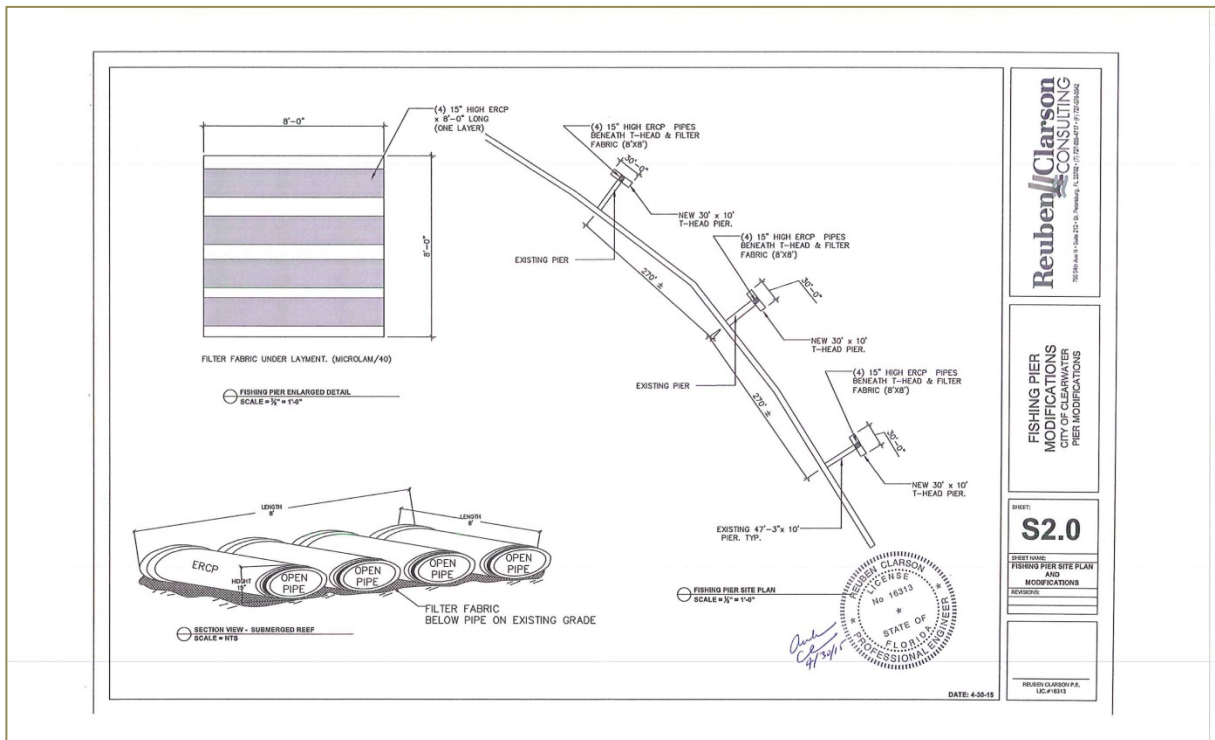 8'-0"
(4) 15" HIGH ERCP
x 8'-0" LONG
(ONE LAYER)
8'-0"
FILTER FABRIC UNDER LAYMENT. (MICROLAM/40)
FISHING PIER ENLARGED DETAIL
SCALE = 1'-0"
(4) 15" HIGH ERCP PIPES
BENEATH T-HEAD & FILTER
FABRIC (8'X8')
30'-0"
NEW 30' x 10'
T-HEAD PIER.
EXISTING PIER
270' ±
(4) 15" HIGH ERCP PIPES
BENEATH T-HEAD & FILTER
FABRIC (8'X8')
30'-0"
NEW 30' x 10'
T-HEAD PIER.
EXISTING PIER
270' ±
(4) 15" HIGH ERCP PIPES
BENEATH T-HEAD & FILTER
FABRIC (8'X8')
30'-0"
NEW 30' x 10'
T-HEAD PIER.
EXISTING 47'-3"x 10'
PIER. TYP.
FISHING PIER SITE PLAN
SCALE = 1'-0"
LENGTH
8'
LENGTH
8'
ERCP
HEIGHT
15"
OPEN
PIPE
OPEN
PIPE
OPEN
PIPE
OPEN
PIPE
FILTER FABRIC
BELOW PIPE ON EXISTING GRADE
SECTION VIEW - SUBMERGED REEF
SCALE = NTS
REUBEN CLARSON
LICENSE
No 16313
STATE OF
FLORIDA
PROFESSIONAL ENGINEER
4/30/15
DATE: 4-30-15
Reuben Clarson
CONSULTING
FISHING PIER
MODIFICATIONS
CITY OF CLEARWATER
PIER MODIFICATIONS
SHEET:
S2.0
SHEET NAME:
FISHING PIER SITE PLAN
AND
MODIFICATIONS
REVISIONS:
REUBEN CLARSON P.E.
LIC.#16313